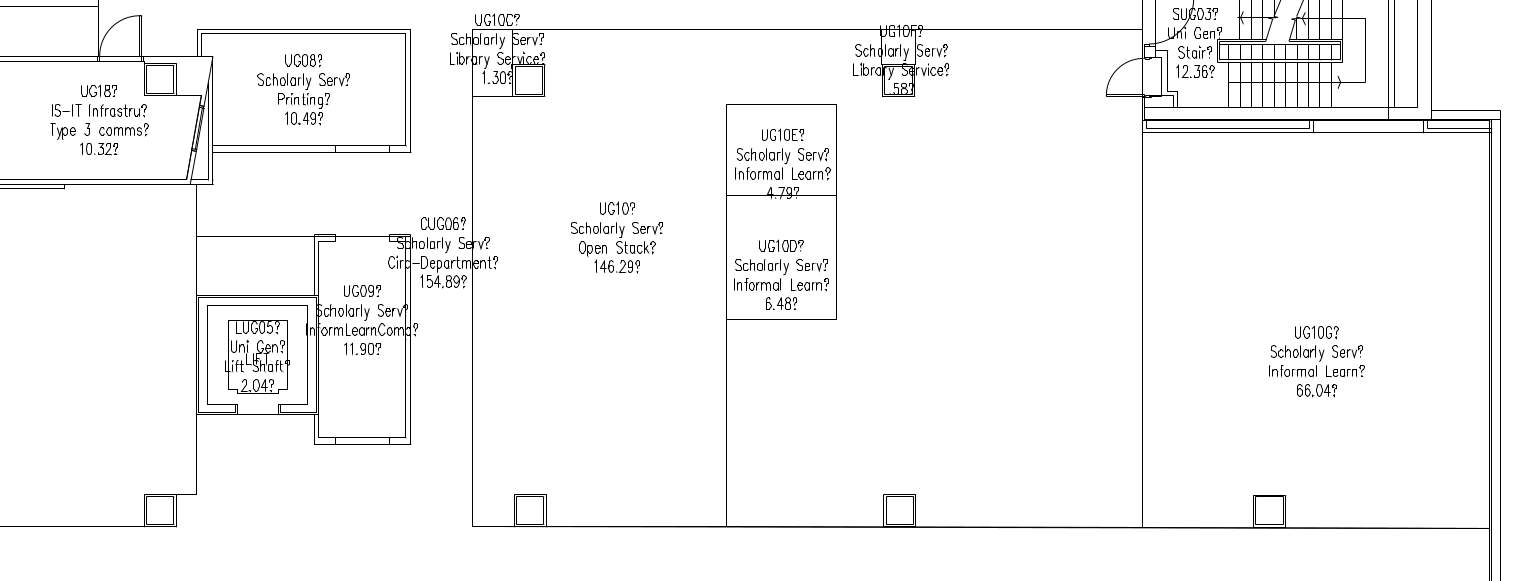 UG10C?
Scholarly Serv?
Library Service?
1.30?
UG10F?
Scholarly Serv?
Library Service?
.58?
SUG03?
Uni Gen?
Stair?
12.36?
UG08?
Scholarly Serv?
Printing?
10.49?
UG18?
IS-IT Infrastru?
Type 3 comms?
10.32?
UG10E?
Scholarly Serv?
Informal Learn?
4.79?
CUG06?
Scholarly Serv?
Circ-Department?
154.89?
UG10?
Scholarly Serv?
Open Stack?
146.29?
UG10D?
Scholarly Serv?
Informal Learn?
6.48?
UG09?
Scholarly Serv?
InformLearnComp?
11.90?
LUG05?
Uni Gen?
LIFT
Lift-Shaft?
2.04?
UG10G?
Scholarly Serv?
Informal Learn?
66.04?